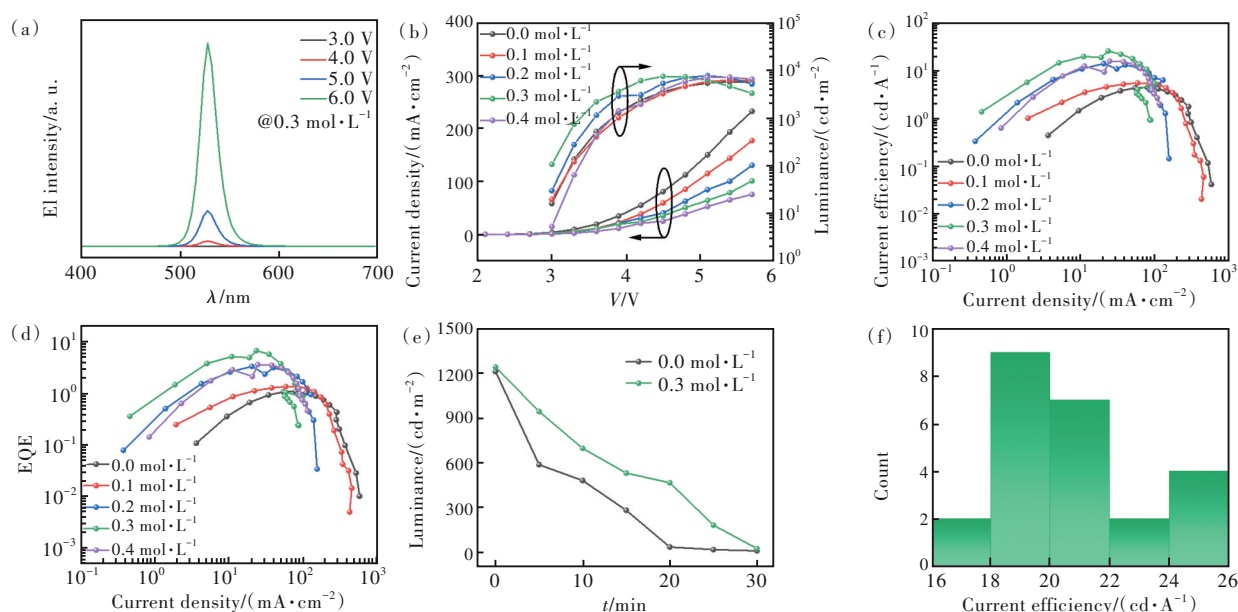 (a)
El intensity/a. u.
3.0 V
4.0 V
5.0 V
6.0 V
@0.3 mol·L⁻¹
400 500 600 700
λ/nm
(b)
Current density/(mA·cm⁻²)
400
300
200
100
0
0.0 mol·L⁻¹
0.1 mol·L⁻¹
0.2 mol·L⁻¹
0.3 mol·L⁻¹
0.4 mol·L⁻¹
10⁵
10⁴
10³
10²
10¹
10⁰
Luminance/(cd·m⁻²)
2 3 4 5 6
V/V
(c)
Current efficiency/(cd·A⁻¹)
10²
10¹
10⁰
10⁻¹
10⁻²
10⁻³
0.0 mol·L⁻¹
0.1 mol·L⁻¹
0.2 mol·L⁻¹
0.3 mol·L⁻¹
0.4 mol·L⁻¹
10⁻¹ 10⁰ 10¹ 10² 10³
Current density/(mA·cm⁻²)
(d)
EQE
10¹
10⁰
10⁻¹
10⁻²
10⁻³
0.0 mol·L⁻¹
0.1 mol·L⁻¹
0.2 mol·L⁻¹
0.3 mol·L⁻¹
0.4 mol·L⁻¹
10⁻¹ 10⁰ 10¹ 10² 10³
Current density/(mA·cm⁻²)
(e)
Luminance/(cd·m⁻²)
1500
1200
900
600
300
0
0.0 mol·L⁻¹
0.3 mol·L⁻¹
0 10 20 30
t/min
(f)
Count
10
8
6
4
2
0
16 18 20 22 24 26
Current efficiency/(cd·A⁻¹)